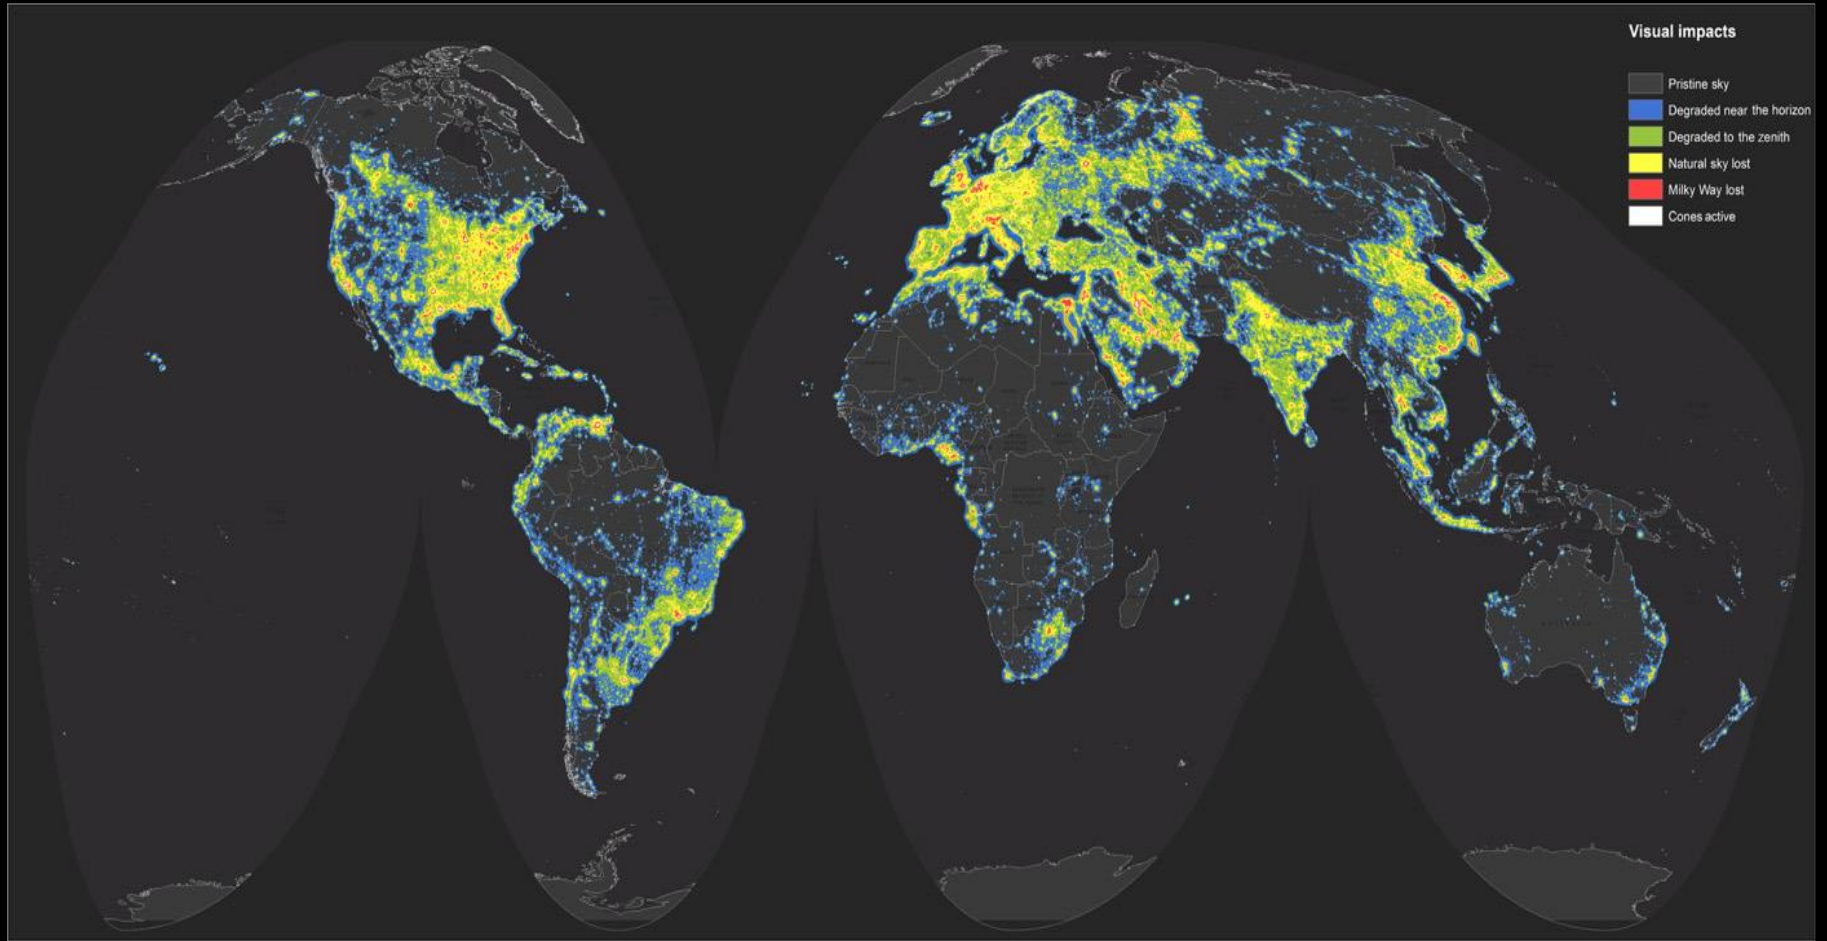 Visual impacts
Pristine sky
Degraded near the horizon
Degraded to the zenith
Natural sky lost
Milky Way lost
Cones active